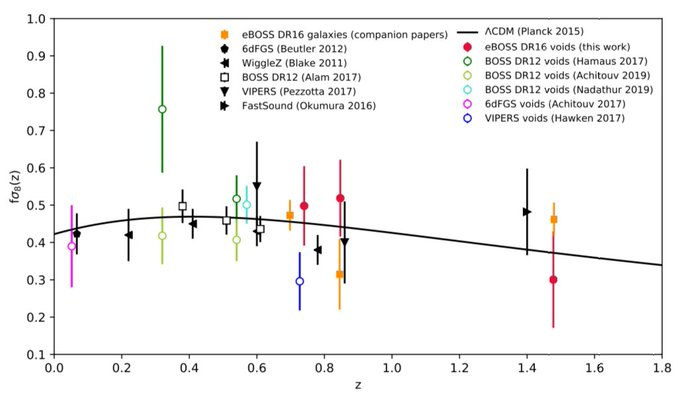 1.0
0.9
0.8
0.7
0.6
0.5
0.4
0.3
0.2
0.1
fσ8(z)
eBOSS DR16 galaxies (companion papers)
6dFGS (Beutler 2012)
WiggleZ (Blake 2011)
BOSS DR12 (Alam 2017)
VIPERS (Pezzotta 2017)
FastSound (Okumura 2016)
ΛCDM (Planck 2015)
eBOSS DR16 voids (this work)
BOSS DR12 voids (Hamaus 2017)
BOSS DR12 voids (Achitouv 2019)
BOSS DR12 voids (Nadathur 2019)
6dFGS voids (Achitouv 2017)
VIPERS voids (Hawken 2017)
0.0 0.2 0.4 0.6 0.8 1.0 1.2 1.4 1.6 1.8
z